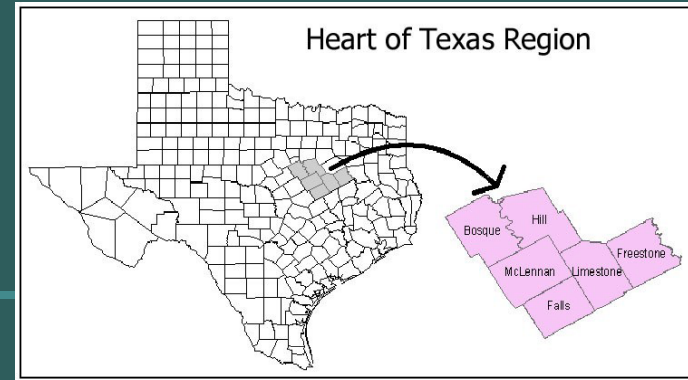 Heart of Texas Region
Hill
Bosque
Freestone
McLennan
Limestone
Falls